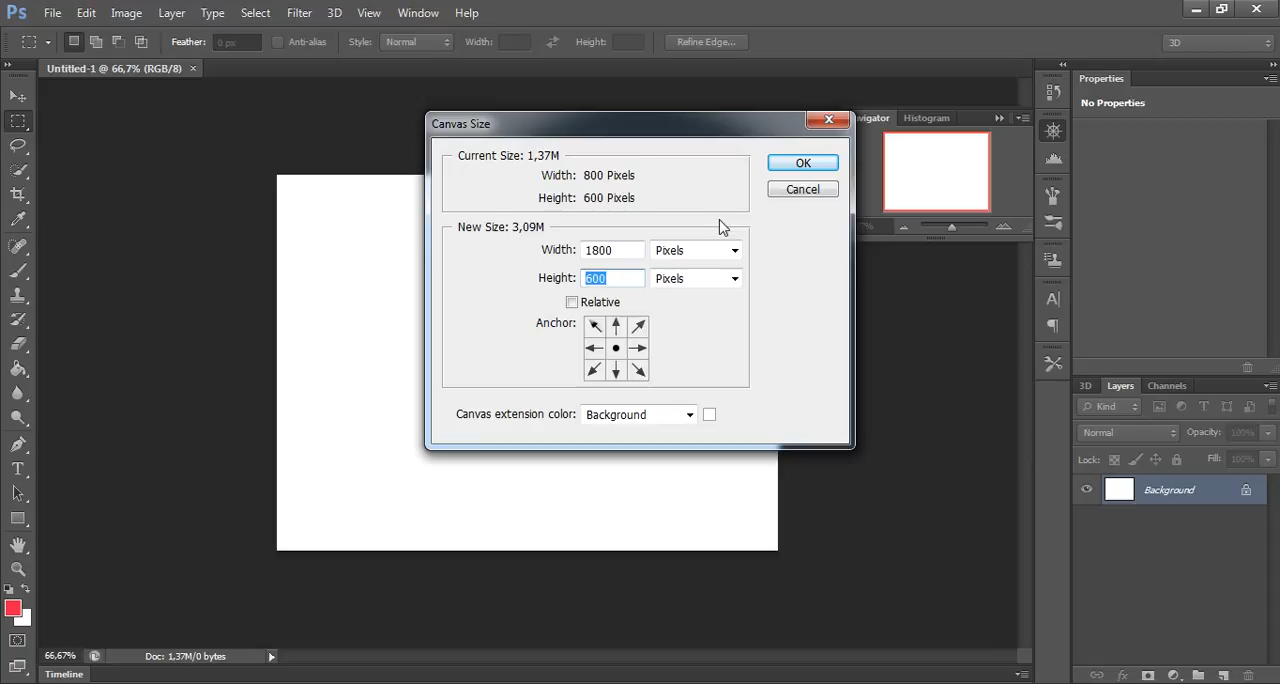 Ps File Edit Image Layer Type Select Filter 3D View Window Help
Feather: 0 px Anti-alias Style: Normal Width: Height: Refine Edge... 3D
Untitled-1 @ 66,7% (RGB/8) ×
Properties
No Properties
Navigator Histogram
Canvas Size
Current Size: 1,37M
Width: 800 Pixels
Height: 600 Pixels
OK
Cancel
New Size: 3,09M
Width: 1800 Pixels
Height: 600 Pixels
Relative
Anchor:
Canvas extension color: Background
3D Layers Channels
Kind
Normal Opacity: 100%
Lock: Fill: 100%
Background
66,67% Doc: 1,37M/0 bytes
Timeline